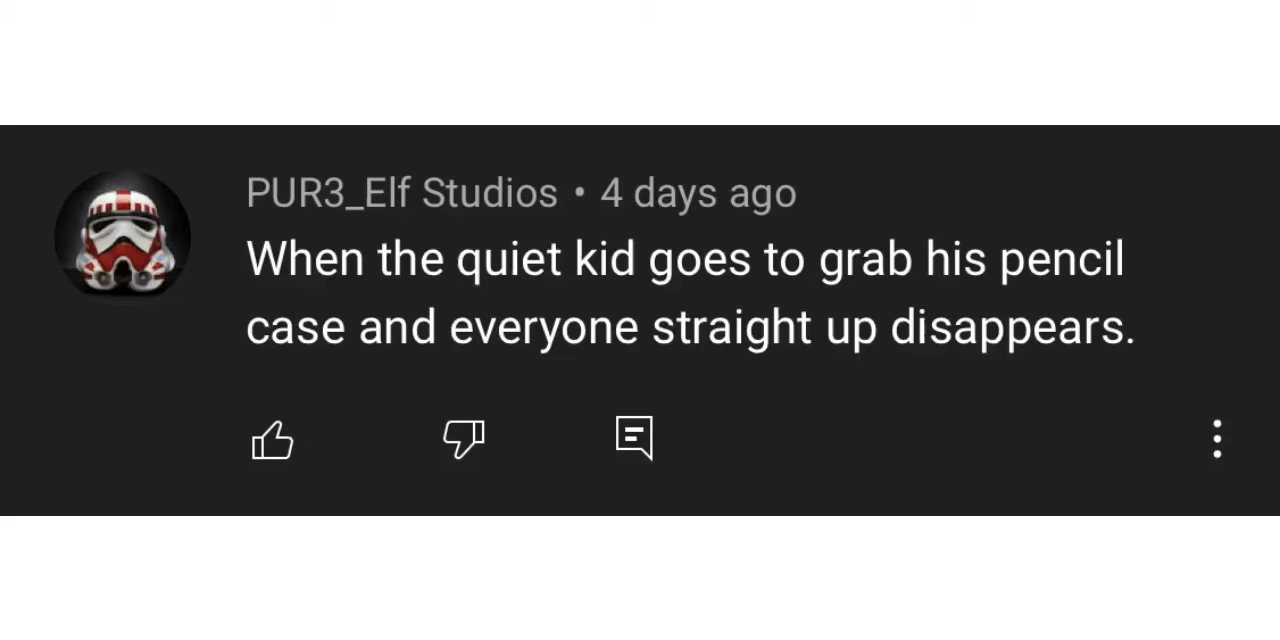 PUR3_Elf Studios • 4 days ago
When the quiet kid goes to grab his pencil
case and everyone straight up disappears.